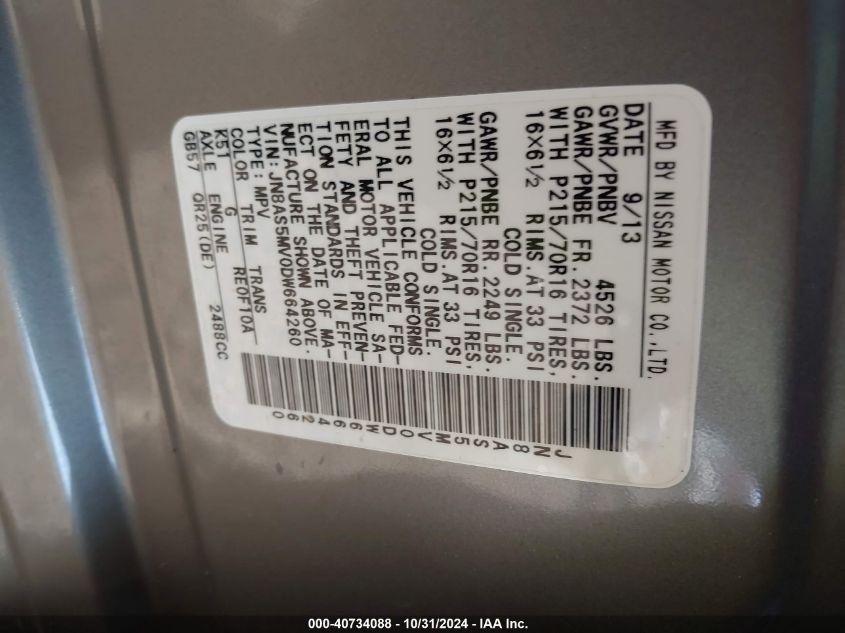 MFD BY NISSAN MOTOR CO.,LTD.
DATE 9/13
GVWR/PNBV 4526 LBS.
GAWR/PNBE FR. 2372 LBS.
WITH P215/70R16 TIRES,
16X6½ RIMS.AT 33 PSI
COLD SINGLE.
GAWR/PNBE RR. 2249 LBS.
WITH P215/70R16 TIRES,
16X6½ RIMS.AT 33 PSI
COLD SINGLE.
THIS VEHICLE CONFORMS
TO ALL APPLICABLE FED-
ERAL MOTOR VEHICLE SA-
FETY AND THEFT PREVEN-
TION STANDARDS IN EFF-
ECT ON THE DATE OF MA-
NUFACTURE SHOWN ABOVE.
VIN:JN8AS5MV0DW664260
TYPE:MPV
COLOR TRIM TRANS
K51 G RE0F10A
AXLE ENGINE
GB57 QR25(DE) 2488CC
JN8AS5MV0DW664260
000-40734088 - 10/31/2024 - IAA Inc.